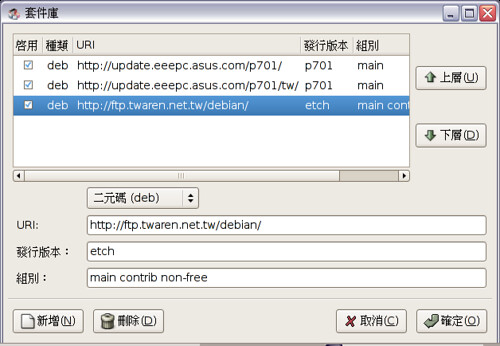 套件庫
啓用 種類 URI 發行版本 組別
deb http://update.eeepc.asus.com/p701/ p701 main
deb http://update.eeepc.asus.com/p701/tw/ p701 main
deb http://ftp.twaren.net.tw/debian/ etch main cont
上層(U)
下層(D)
二元碼 (deb)
URI: http://ftp.twaren.net.tw/debian/
發行版本： etch
組別： main contrib non-free
新增(N) 刪除(D) 取消(C) 確定(O)